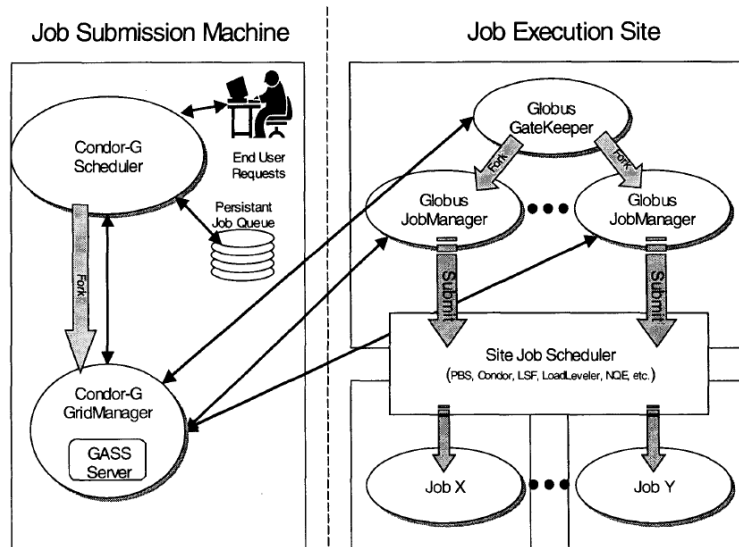 Job Submission Machine
Job Execution Site
Condor-G
Scheduler
End User
Requests
Persistant
Job Queue
Fork
Condor-G
GridManager
GASS
Server
Globus
GateKeeper
Fork
Fork
Globus
JobManager
Globus
JobManager
Submit
Submit
Site Job Scheduler
(PBS, Condor, LSF, LoadLeveler, NQE, etc.)
Job X
Job Y